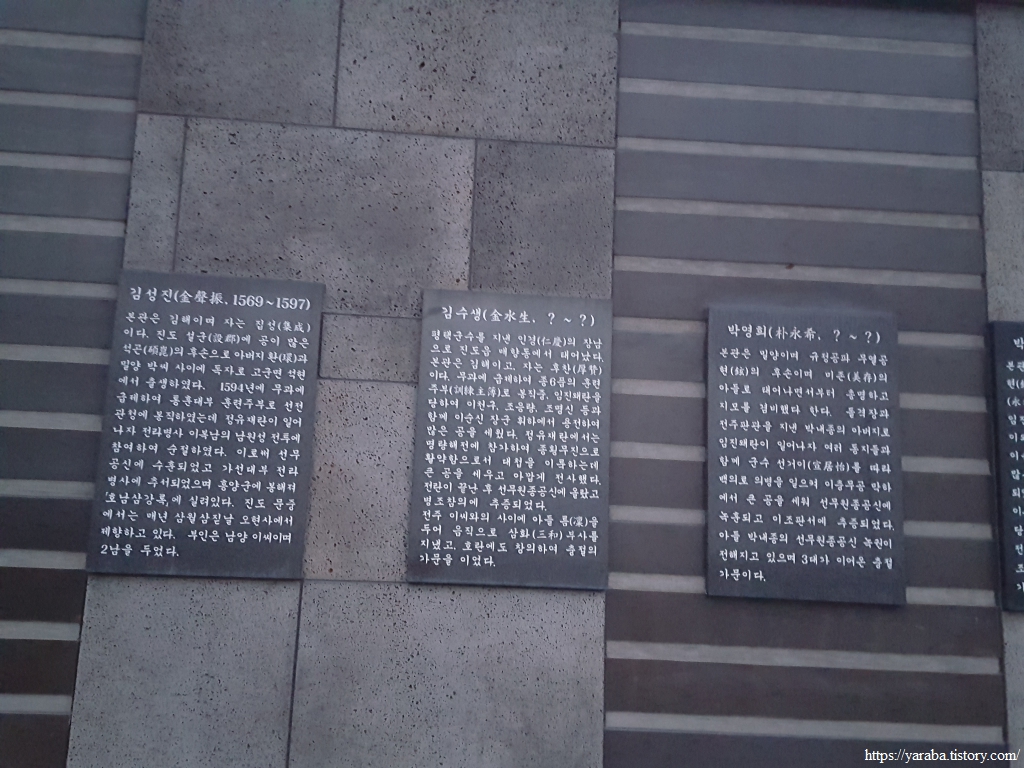 김성진(金聲振, 1569~1597)
본관은 김해이며 자는 집성(集成)
이다. 진도 설군(設郡)에 공이 많은
석곤(碩崑)의 후손으로 아버지 환(環)과
밀양 박씨 사이에 독자로 고군면 석현
에서 출생하였다. 1594년에 무과에
급제하여 통훈대부 훈련주부로 선전
관청에 봉직하였는데 정유재란이 일어
나자 전라병사 이복남의 남원성 전투에
참여하여 순절하였다. 이로써 선무
공신에 수훈되었고 가선대부 전라
병사에 추서되었으며 흥양군에 봉해져
「호남삼강록」에 실려있다. 진도 문중
에서는 매년 삼월삼짇날 오현사에서
제향하고 있다. 부인은 남양 이씨이며
2남을 두었다.
김수생(金水生, ? ~ ?)
평택군수를 지낸 인경(仁慶)의 장남
으로 진도읍 매향동에서 태어났다.
본관은 김해이고, 자는 후찬(厚賛)
이다. 무과에 급제하여 종6품의 훈련
주부(訓練主簿)로 봉직중, 임진왜란을
당하여 이천구, 조응량, 조명신 등과
함께 이순신 장군 휘하에서 용전하여
많은 공을 세웠다. 정유재란에서는
명량해전에 참가하여 종횡무진으로
활약함으로서 대첩을 이루하는데
큰 공을 세우고 아깝게 전사했다.
전란이 끝난 후 선무원종공신에 올랐고
병조참의에 추증되었다.
전주 이씨와의 사이에 아들 름(凜)을
두어 음직으로 삼화(三和)부사를
지냈고, 호란에도 창의하여 충절의
가문을 이었다.
박영희(朴永希, ? ~ ?)
본관은 밀양이며 규정공파 무열공
현(鉉)의 후손이며 미존(美存)의
아들로 태어나면서부터 총명하고
지모를 겸비했다 한다. 돌격장과
전주판관을 지낸 박내종의 아버지로
임진왜란이 일어나자 여러 동지들과
함께 군수 선거이(宣居怡)를 따라
백의로 의병을 일으며 이충무공 막하
에서 큰 공을 세워 선무원종공신에
녹훈되고 이조판서에 추증되었다.
아들 박내종의 선무원종공신 녹권이
전해지고 있으며 3대가 이어온 충절
가문이다.
https://yaraba.tistory.com